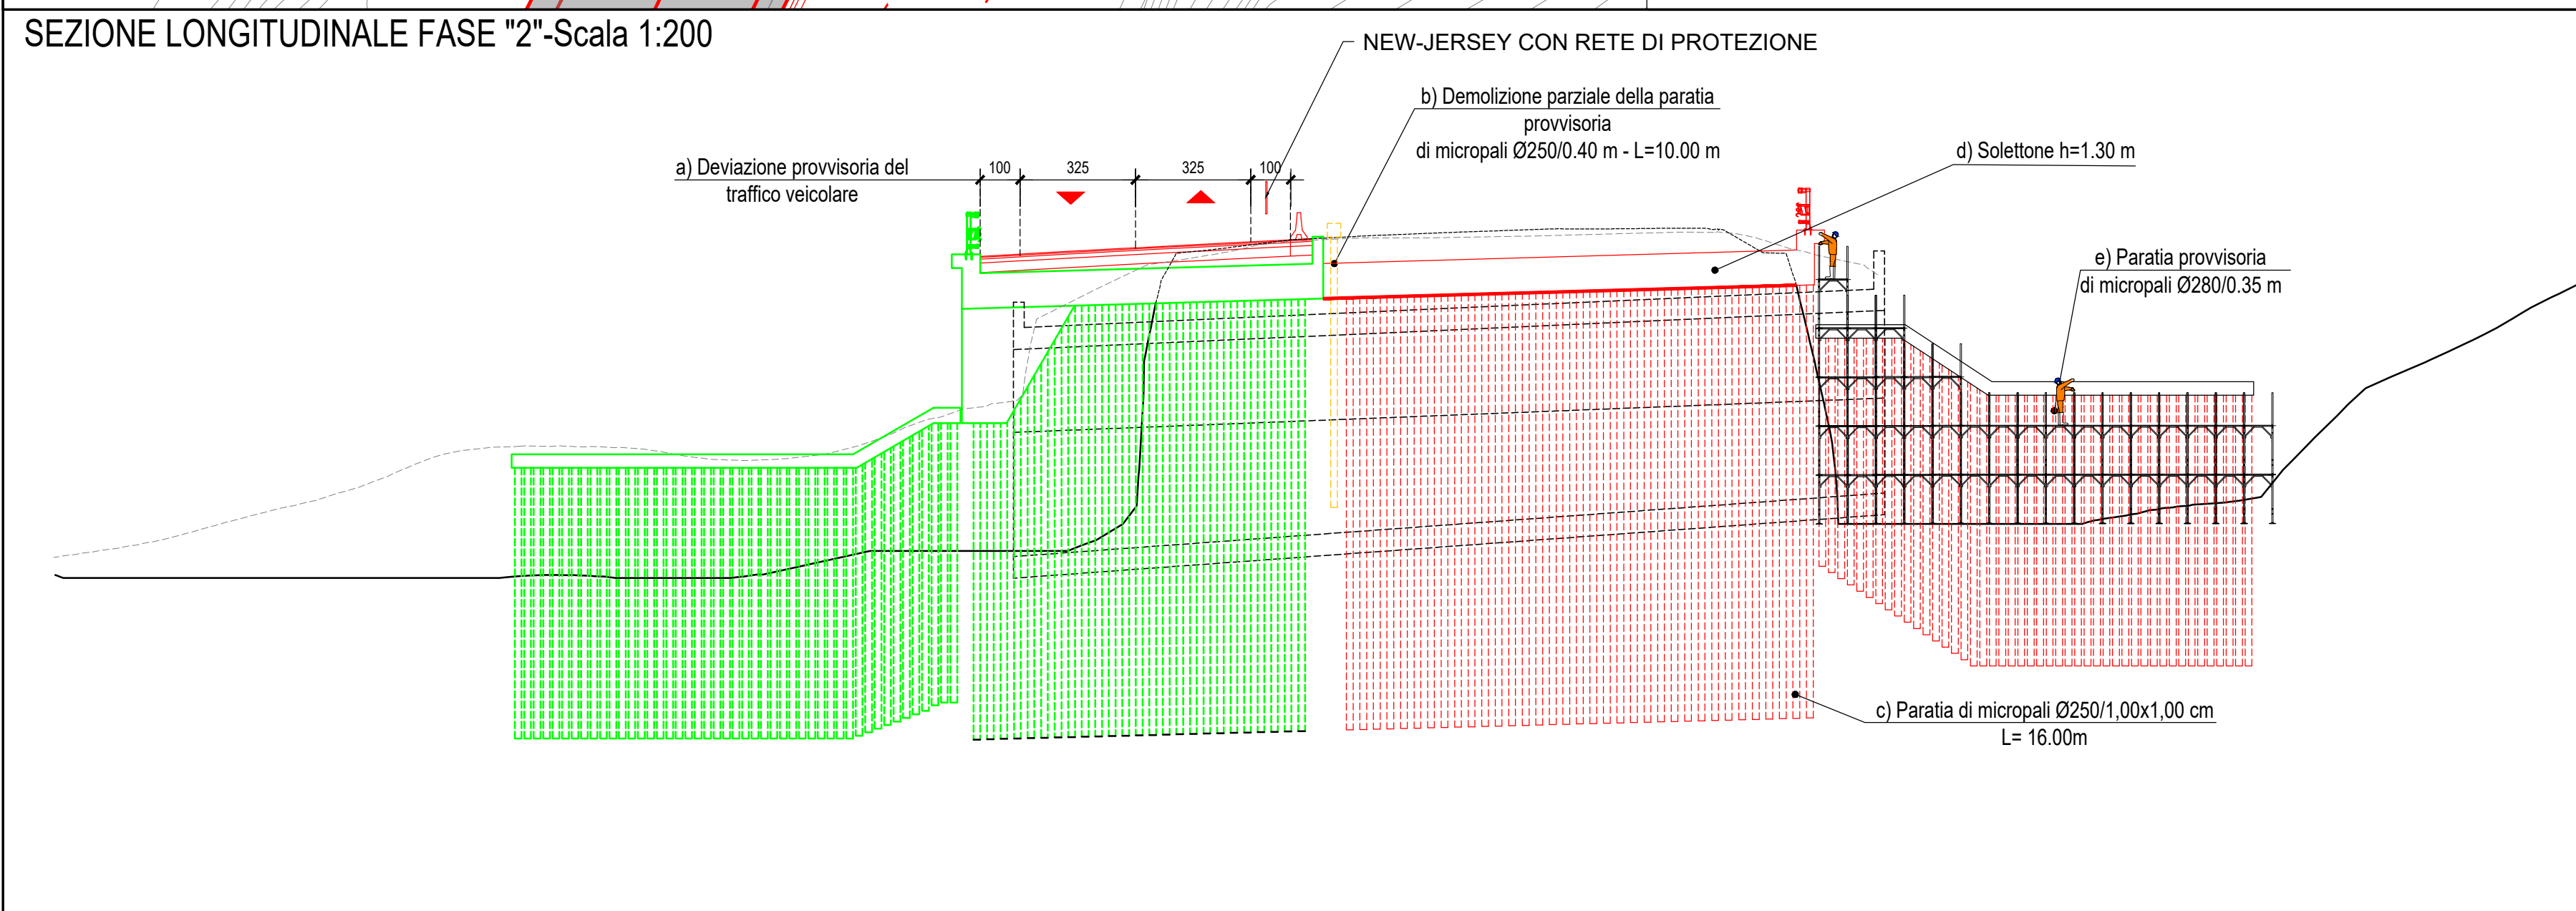 SEZIONE LONGITUDINALE FASE "2"-Scala 1:200
NEW-JERSEY CON RETE DI PROTEZIONE
b) Demolizione parziale della paratia
provvisoria
di micropali Ø250/0.40 m - L=10.00 m
d) Solettone h=1.30 m
a) Deviazione provvisoria del
traffico veicolare
100 325 325 100
e) Paratia provvisoria
di micropali Ø280/0.35 m
c) Paratia di micropali Ø250/1,00x1,00 cm
L= 16.00m